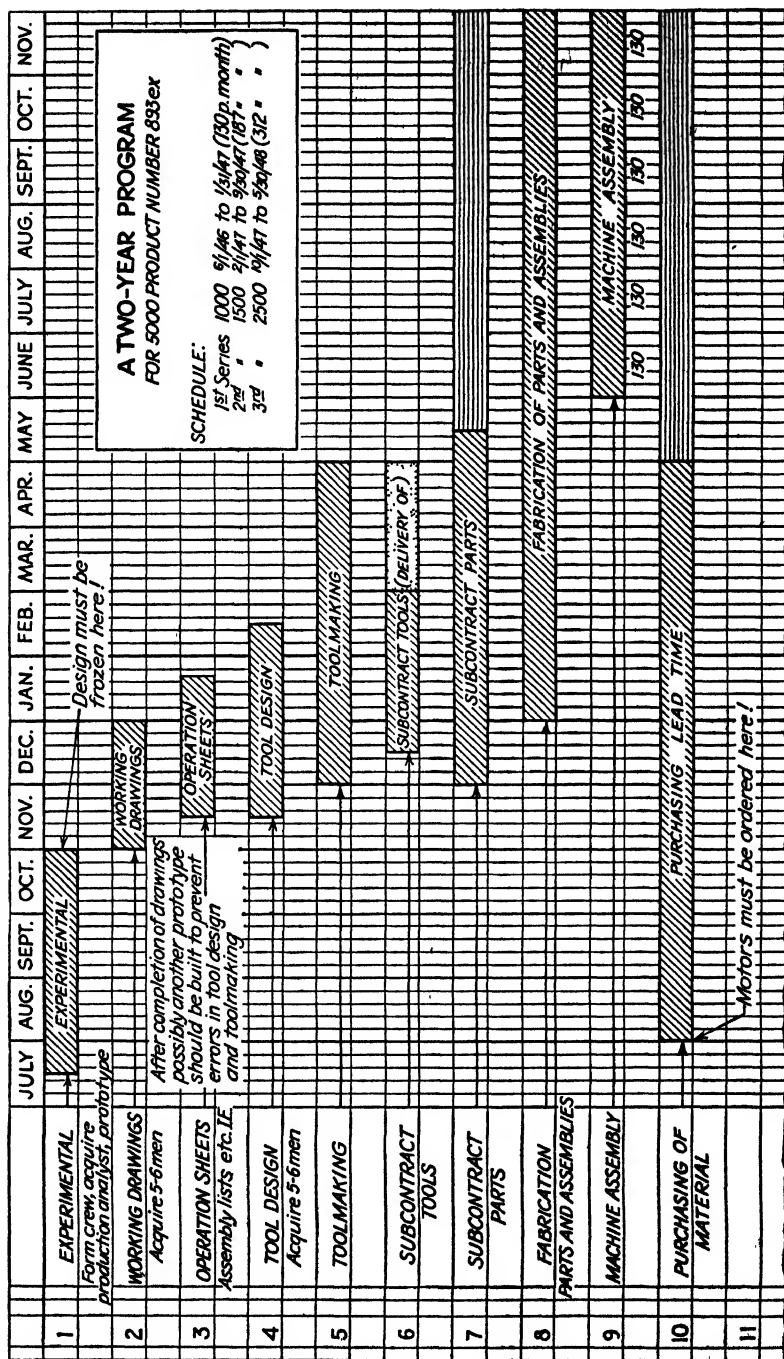 JULY AUG. SEPT. OCT. NOV. DEC. JAN. FEB. MAR. APR. MAY JUNE JULY AUG. SEPT. OCT. NOV.
A TWO-YEAR PROGRAM
FOR 5000 PRODUCT NUMBER 893ex
SCHEDULE:
1st Series 1000 6/1/46 to 1/31/47 (130 p. month)
2nd " 1500 2/1/47 to 9/30/47 (187 " " )
3rd " 2500 10/1/47 to 5/30/48 (312 " " )
1 EXPERIMENTAL
Form crew, acquire
production analyst, prototype
EXPERIMENTAL
Design must be
frozen here!
2 WORKING DRAWINGS
Acquire 5-6 men
WORKING
DRAWINGS
After completion of drawings
possibly another prototype
should be built to prevent
errors in tool design
and toolmaking
3 OPERATION SHEETS
Assembly lists etc. I.E.
OPERATION
SHEETS
4 TOOL DESIGN
Acquire 5-6 men
TOOL DESIGN
5 TOOLMAKING
TOOLMAKING
6 SUBCONTRACT
TOOLS
SUBCONTRACT TOOLS (DELIVERY OF)
7 SUBCONTRACT
PARTS
SUBCONTRACT PARTS
8 FABRICATION
PARTS AND ASSEMBLIES
FABRICATION OF PARTS AND ASSEMBLIES
9 MACHINE ASSEMBLY
MACHINE ASSEMBLY
130 130 130 130 130 130
10 PURCHASING OF
MATERIAL
PURCHASING LEAD TIME
Motors must be ordered here!
11